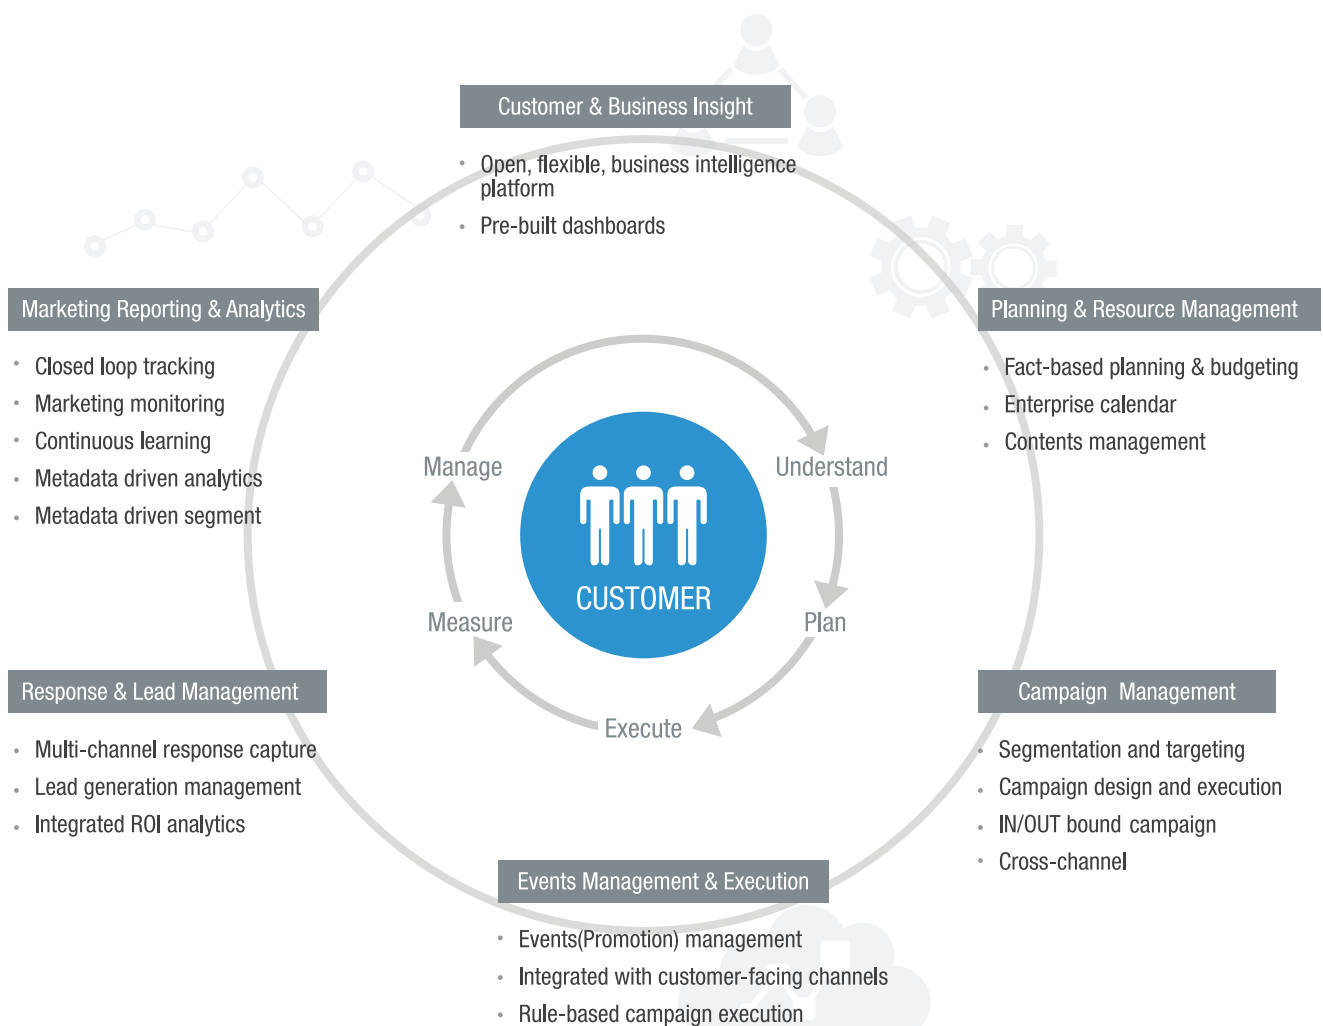 Customer & Business Insight
• Open, flexible, business intelligence
platform
• Pre-built dashboards
Marketing Reporting & Analytics
• Closed loop tracking
• Marketing monitoring
• Continuous learning
• Metadata driven analytics
• Metadata driven segment
Planning & Resource Management
• Fact-based planning & budgeting
• Enterprise calendar
• Contents management
Manage
Understand
CUSTOMER
Measure
Plan
Execute
Response & Lead Management
• Multi-channel response capture
• Lead generation management
• Integrated ROI analytics
Campaign Management
• Segmentation and targeting
• Campaign design and execution
• IN/OUT bound campaign
• Cross-channel
Events Management & Execution
• Events(Promotion) management
• Integrated with customer-facing channels
• Rule-based campaign execution